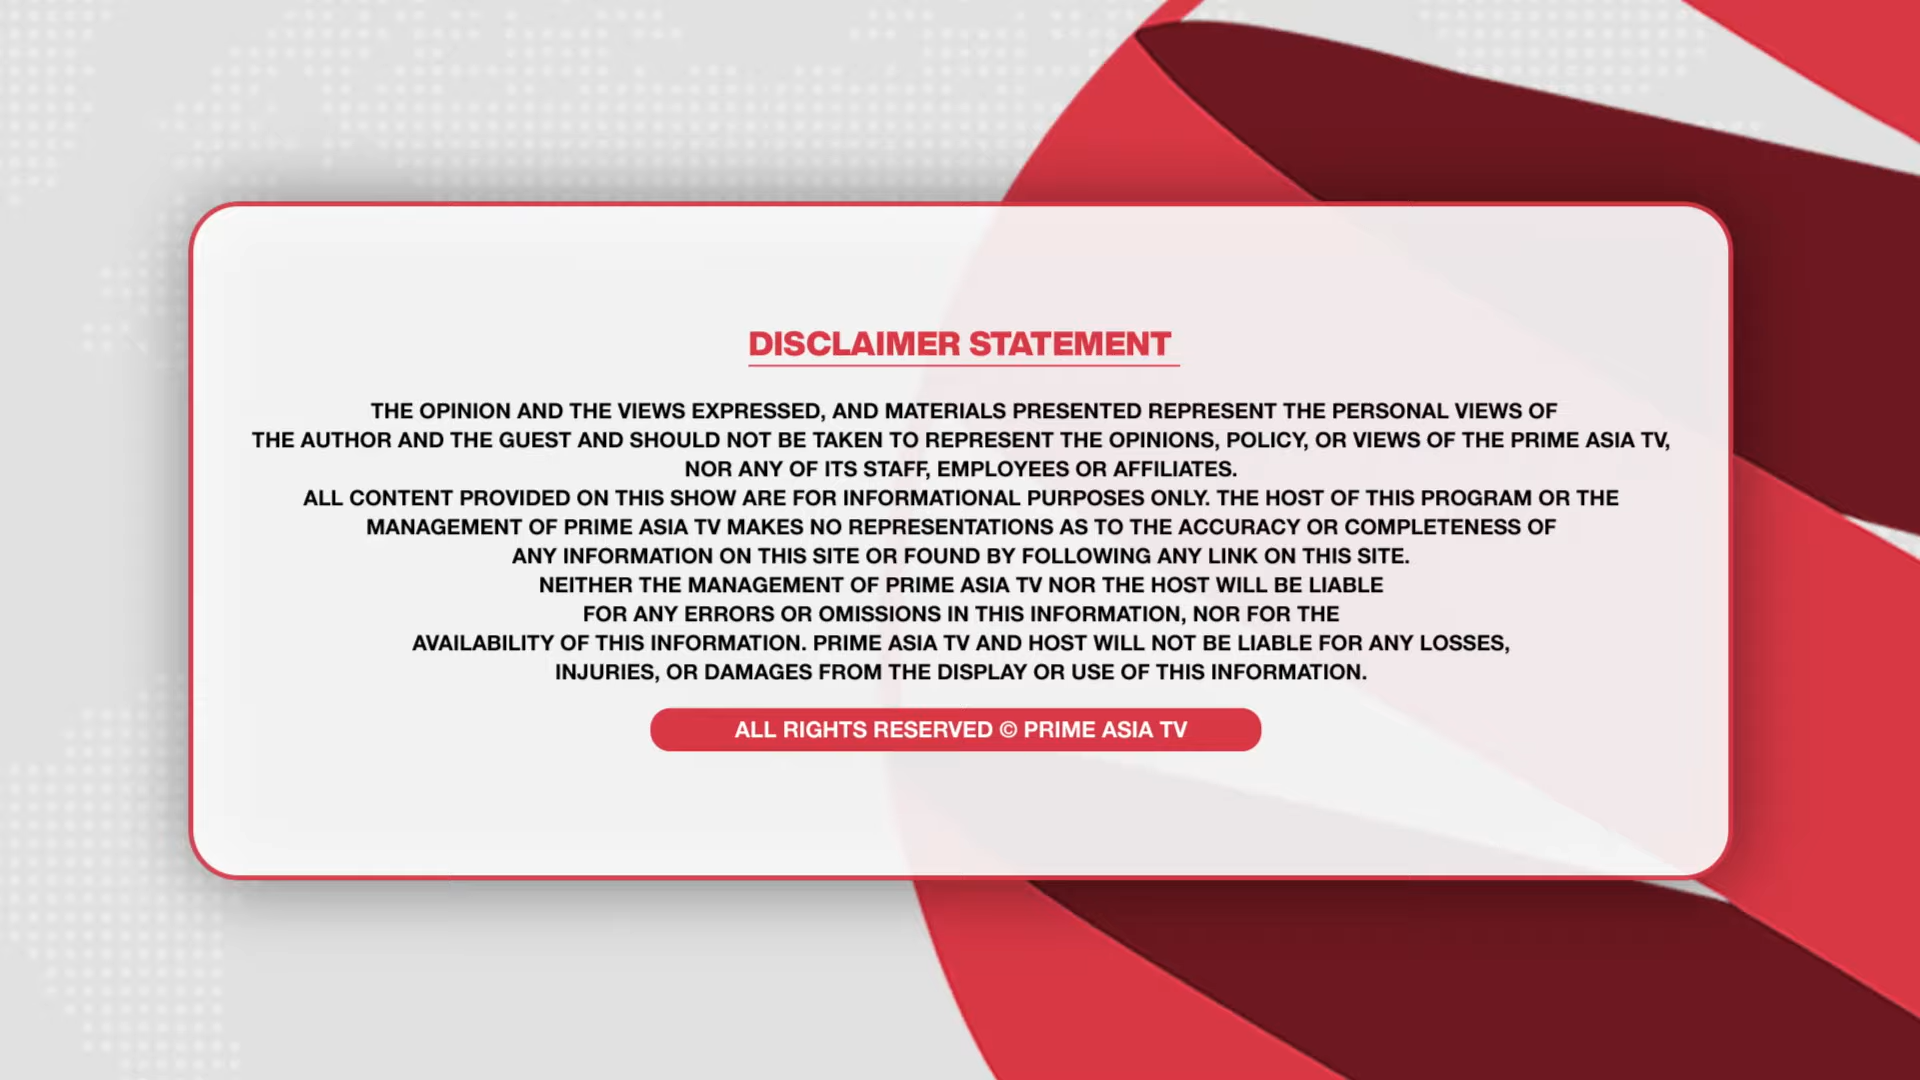 DISCLAIMER STATEMENT
THE OPINION AND THE VIEWS EXPRESSED, AND MATERIALS PRESENTED REPRESENT THE PERSONAL VIEWS OF
THE AUTHOR AND THE GUEST AND SHOULD NOT BE TAKEN TO REPRESENT THE OPINIONS, POLICY, OR VIEWS OF THE PRIME ASIA TV,
NOR ANY OF ITS STAFF, EMPLOYEES OR AFFILIATES.
ALL CONTENT PROVIDED ON THIS SHOW ARE FOR INFORMATIONAL PURPOSES ONLY. THE HOST OF THIS PROGRAM OR THE
MANAGEMENT OF PRIME ASIA TV MAKES NO REPRESENTATIONS AS TO THE ACCURACY OR COMPLETENESS OF
ANY INFORMATION ON THIS SITE OR FOUND BY FOLLOWING ANY LINK ON THIS SITE.
NEITHER THE MANAGEMENT OF PRIME ASIA TV NOR THE HOST WILL BE LIABLE
FOR ANY ERRORS OR OMISSIONS IN THIS INFORMATION, NOR FOR THE
AVAILABILITY OF THIS INFORMATION. PRIME ASIA TV AND HOST WILL NOT BE LIABLE FOR ANY LOSSES,
INJURIES, OR DAMAGES FROM THE DISPLAY OR USE OF THIS INFORMATION.
ALL RIGHTS RESERVED © PRIME ASIA TV